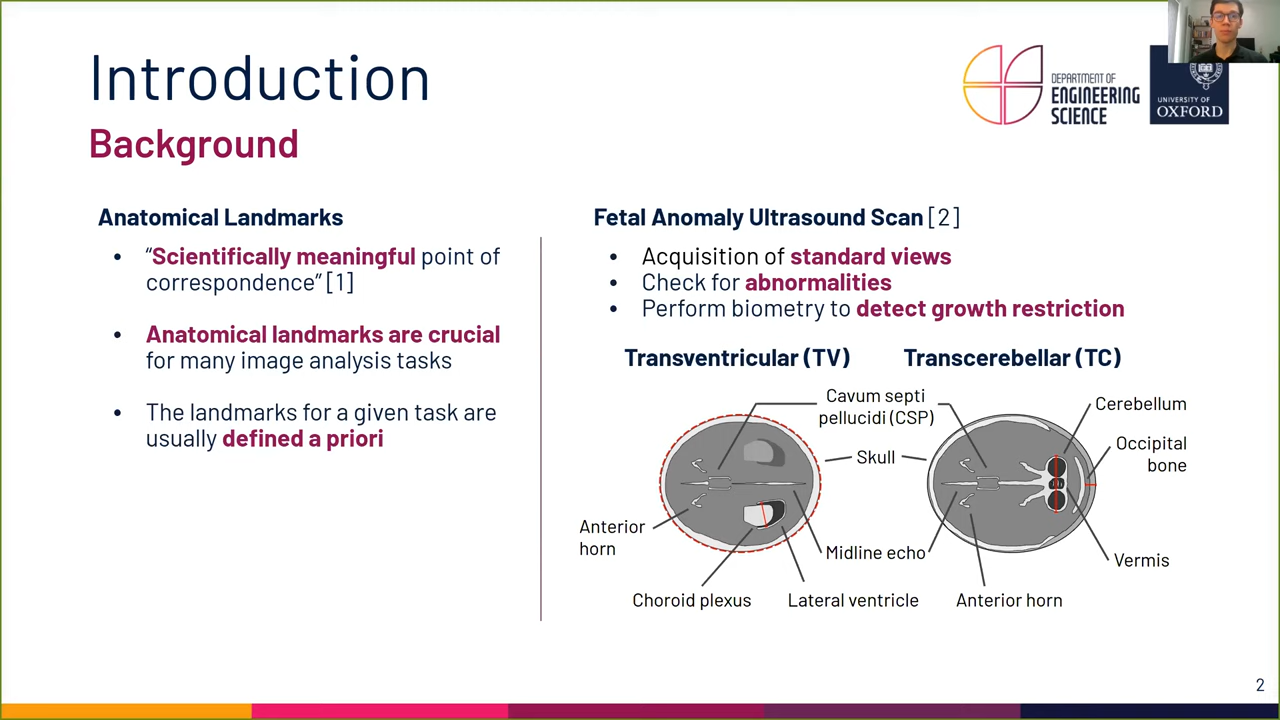 Introduction
Background
DEPARTMENT OF
ENGINEERING
SCIENCE
UNIVERSITY OF
OXFORD
Anatomical Landmarks
• “Scientifically meaningful point of
correspondence” [1]
• Anatomical landmarks are crucial
for many image analysis tasks
• The landmarks for a given task are
usually defined a priori
Fetal Anomaly Ultrasound Scan [2]
• Acquisition of standard views
• Check for abnormalities
• Perform biometry to detect growth restriction
Transventricular (TV)
Transcerebellar (TC)
Cavum septi
pellucidi (CSP)
Cerebellum
Occipital
bone
Skull
Anterior
horn
Midline echo
Vermis
Choroid plexus
Lateral ventricle
Anterior horn
2